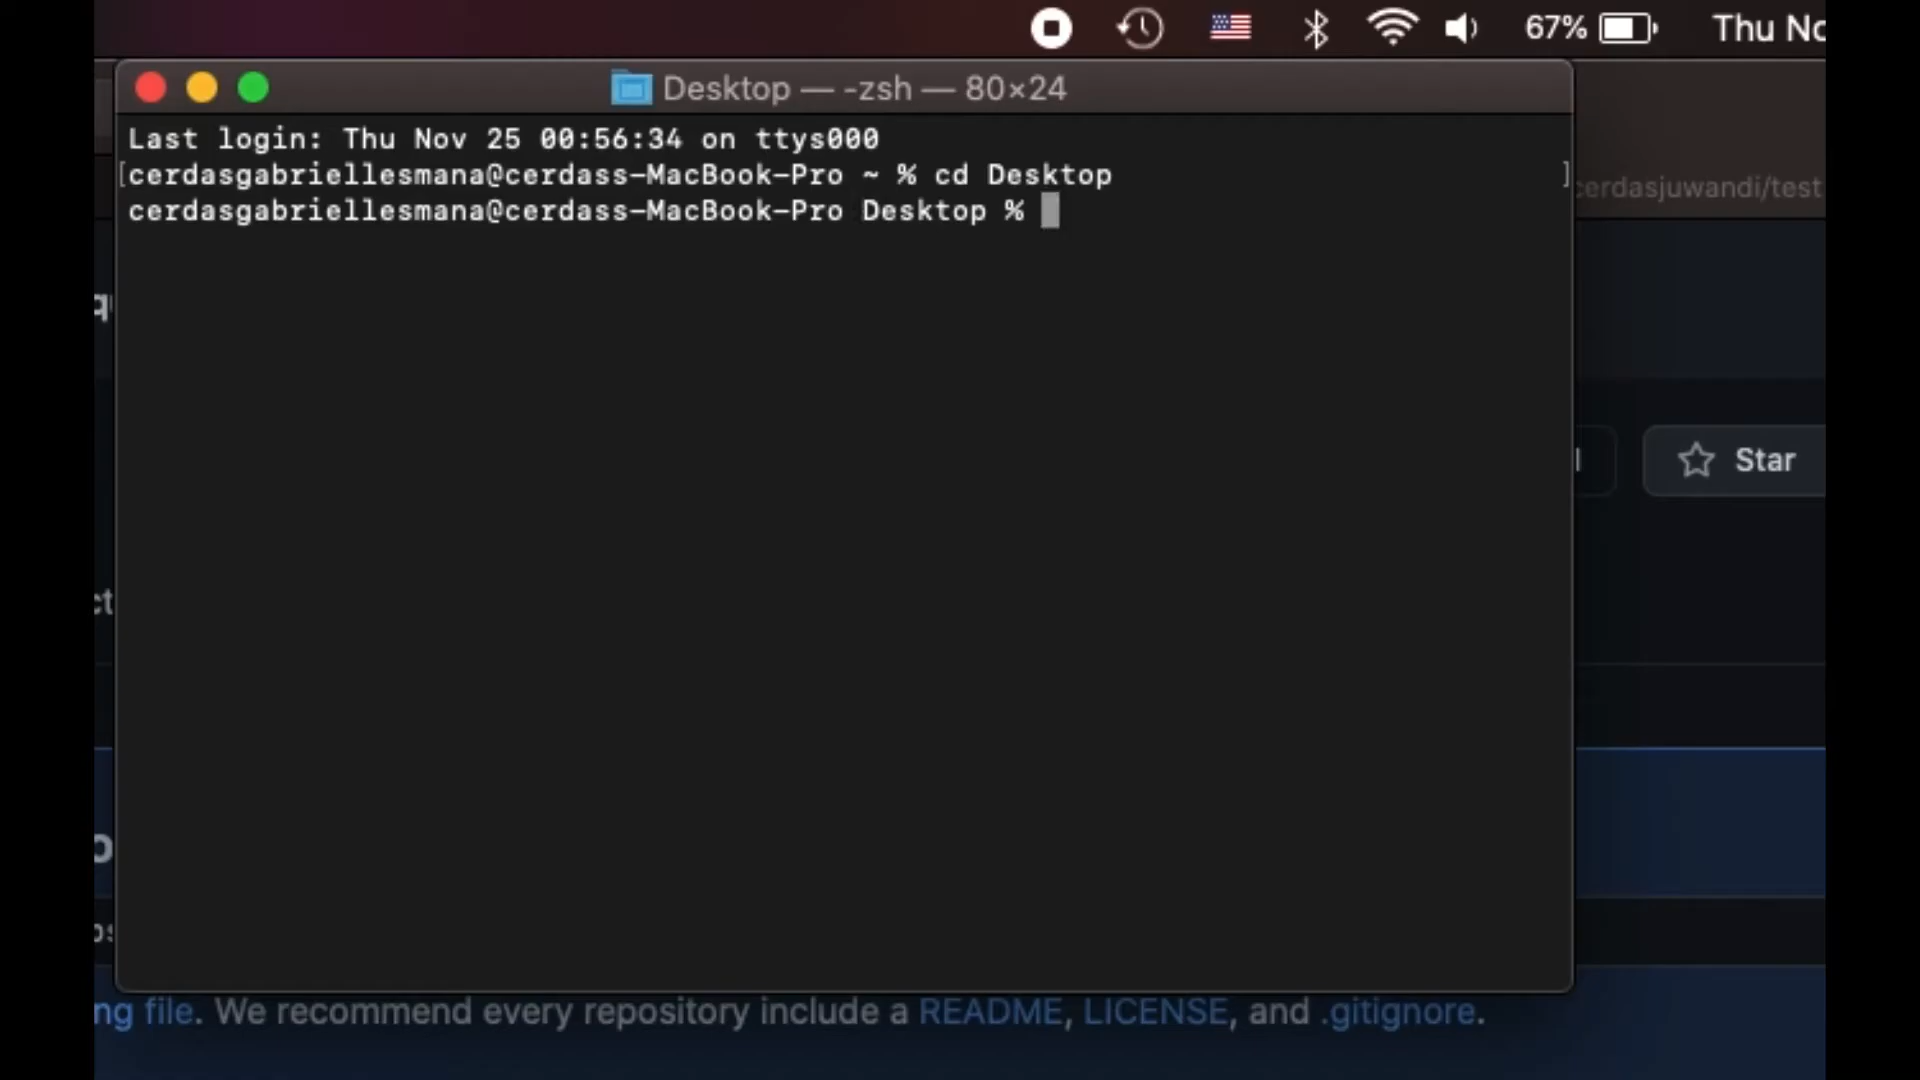 67% Thu No
Desktop — -zsh — 80×24
Last login: Thu Nov 25 00:56:34 on ttys000
[cerdasgabriellesmana@cerdass-MacBook-Pro ~ % cd Desktop ]
cerdasjuwandi/test
cerdasgabriellesmana@cerdass-MacBook-Pro Desktop %
Star
ng file. We recommend every repository include a README, LICENSE, and .gitignore.